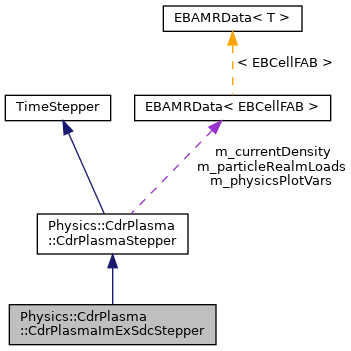 EBAMRData< T >
< EBCellFAB >
TimeStepper
EBAMRData< EBCellFAB >
m_currentDensity
m_particleRealmLoads
m_physicsPlotVars
Physics::CdrPlasma
::CdrPlasmaStepper
Physics::CdrPlasma
::CdrPlasmaImExSdcStepper